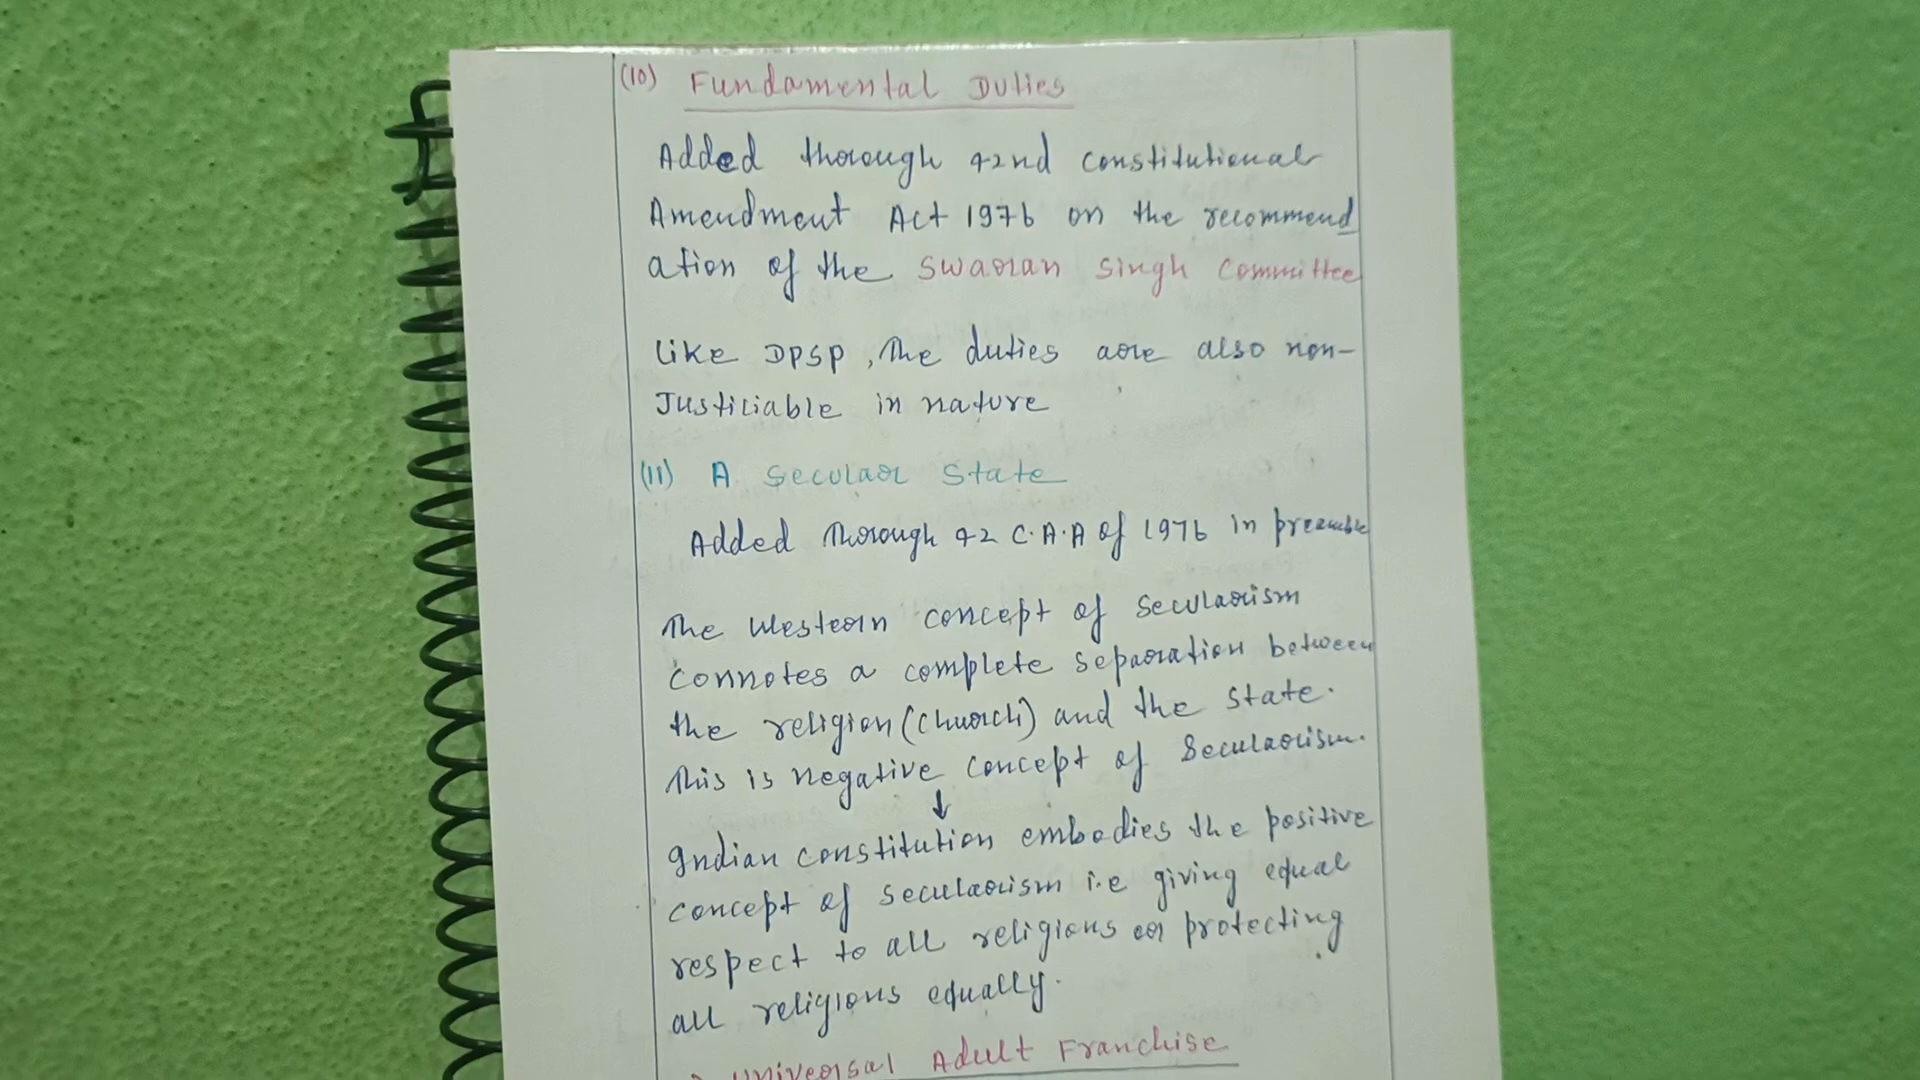 (10) Fundamental Duties
Added through 42nd constitutional
Amendment Act 1976 on the recommend
ation of the Swaran Singh Committee
Like DPSP, the duties are also non-
Justiciable in nature
(11) A Secular State
Added through 42 C.A.A of 1976 in preamble
The Western concept of Secularism
connotes a complete separation between
the religion (Church) and the state.
This is negative concept of Secularism.
↓
Indian constitution embodies the positive
concept of secularism i.e giving equal
respect to all religions or protecting
all religions equally.
Universal Adult Franchise